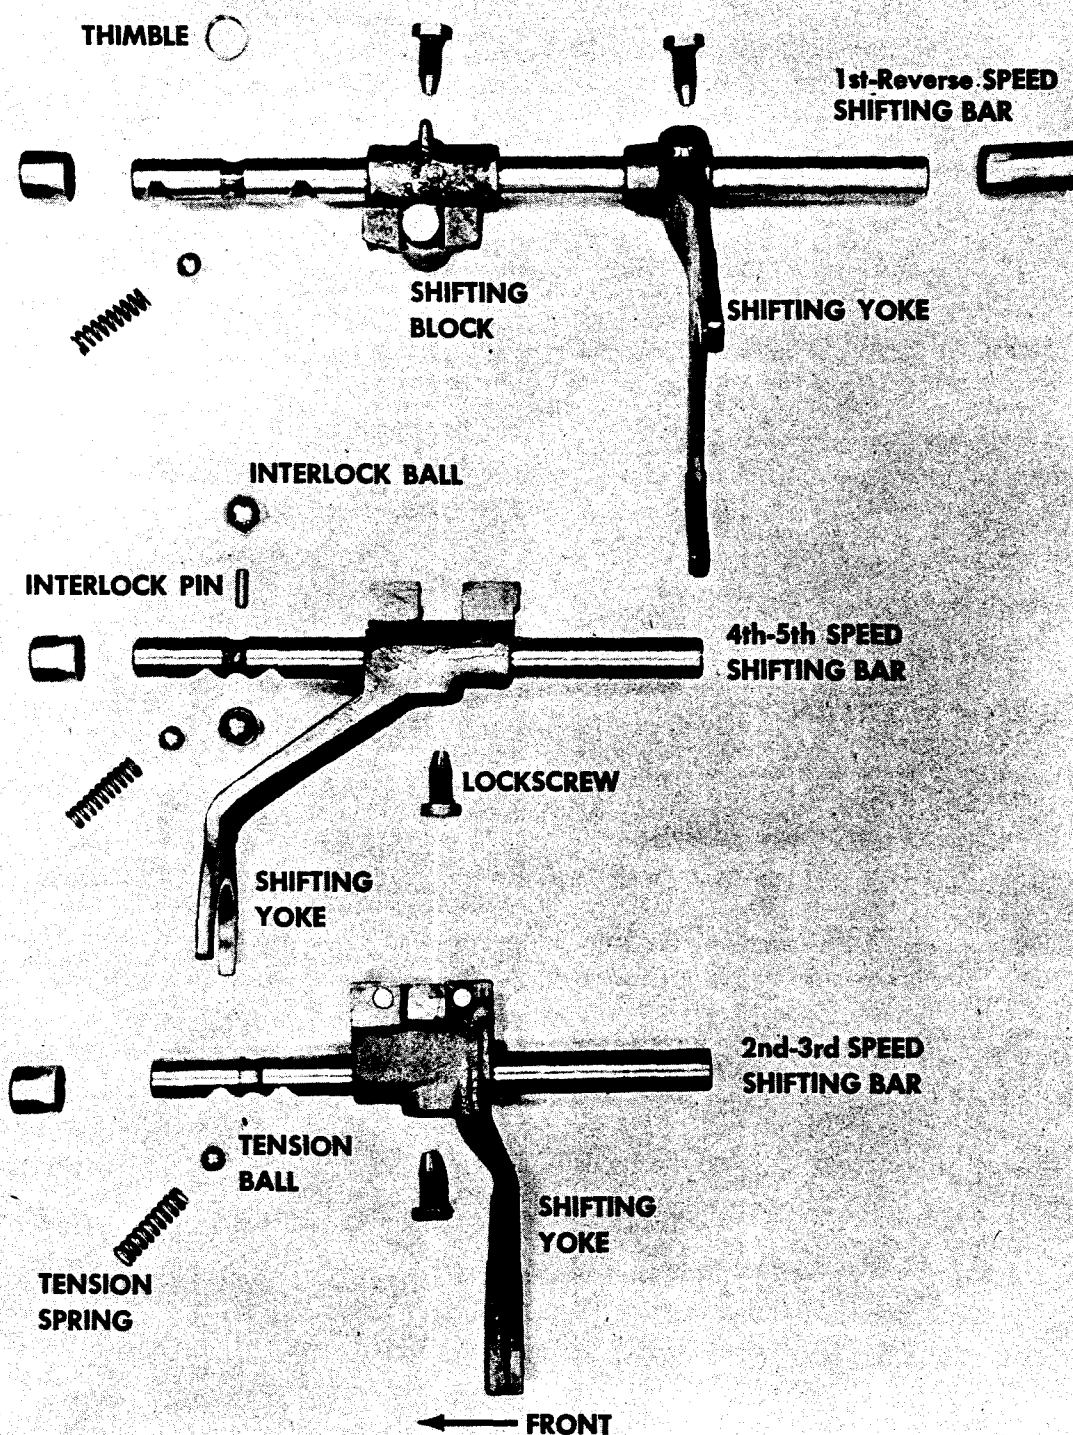 THIMBLE
1st-Reverse SPEED
SHIFTING BAR
SHIFTING
BLOCK
SHIFTING YOKE
INTERLOCK BALL
INTERLOCK PIN
4th-5th SPEED
SHIFTING BAR
LOCKSCREW
SHIFTING
YOKE
2nd-3rd SPEED
SHIFTING BAR
TENSION
BALL
SHIFTING
YOKE
TENSION
SPRING
FRONT